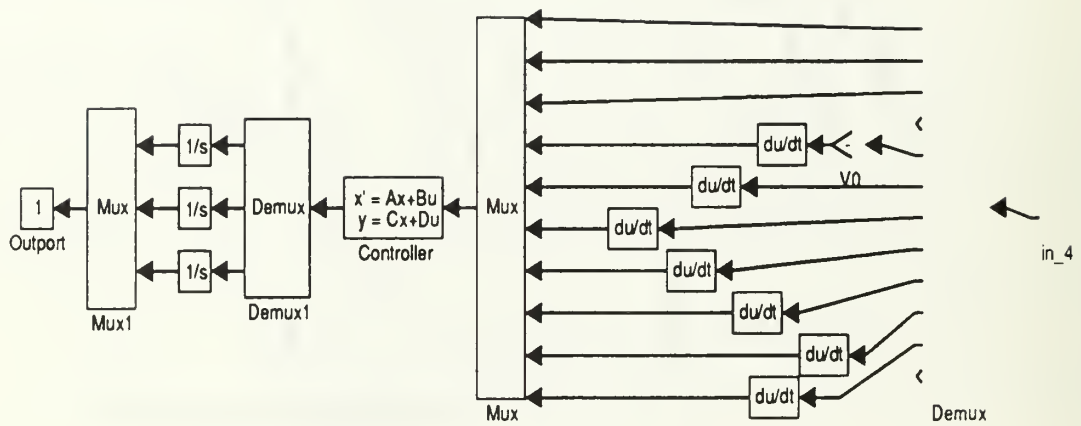 du/dt
-
V0
du/dt
1/s
1
Mux
1/s
Demux
x' = Ax+Bu
y = Cx+Du
Mux
Outport
Controller
du/dt
in_4
1/s
du/dt
du/dt
Mux1
Demux1
du/dt
du/dt
Mux
Demux